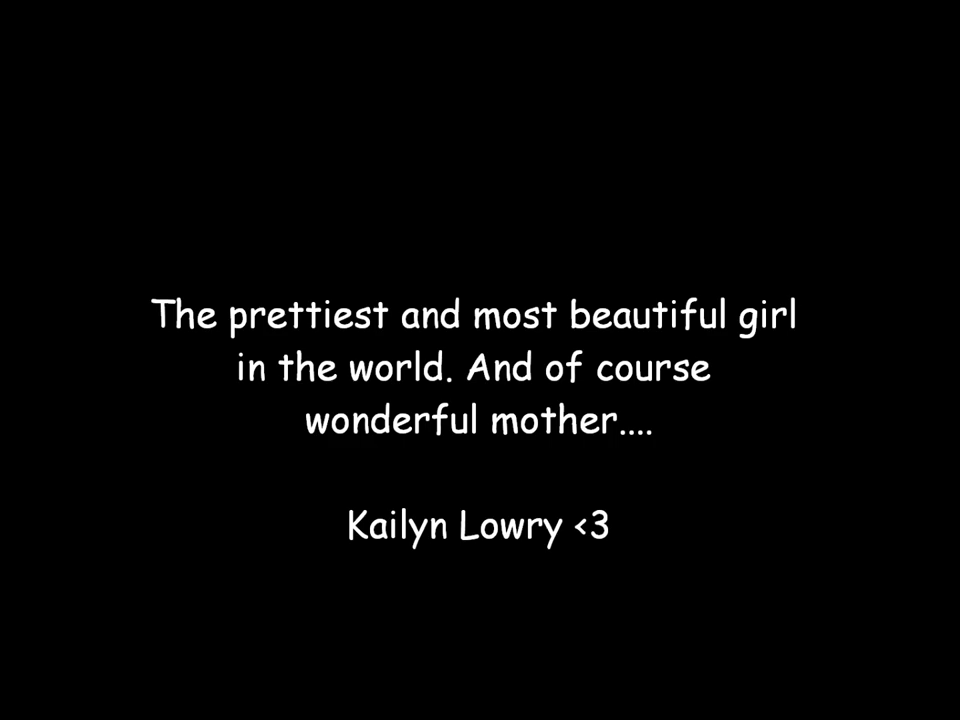 The prettiest and most beautiful girl
in the world. And of course
wonderful mother....
Kailyn Lowry <3